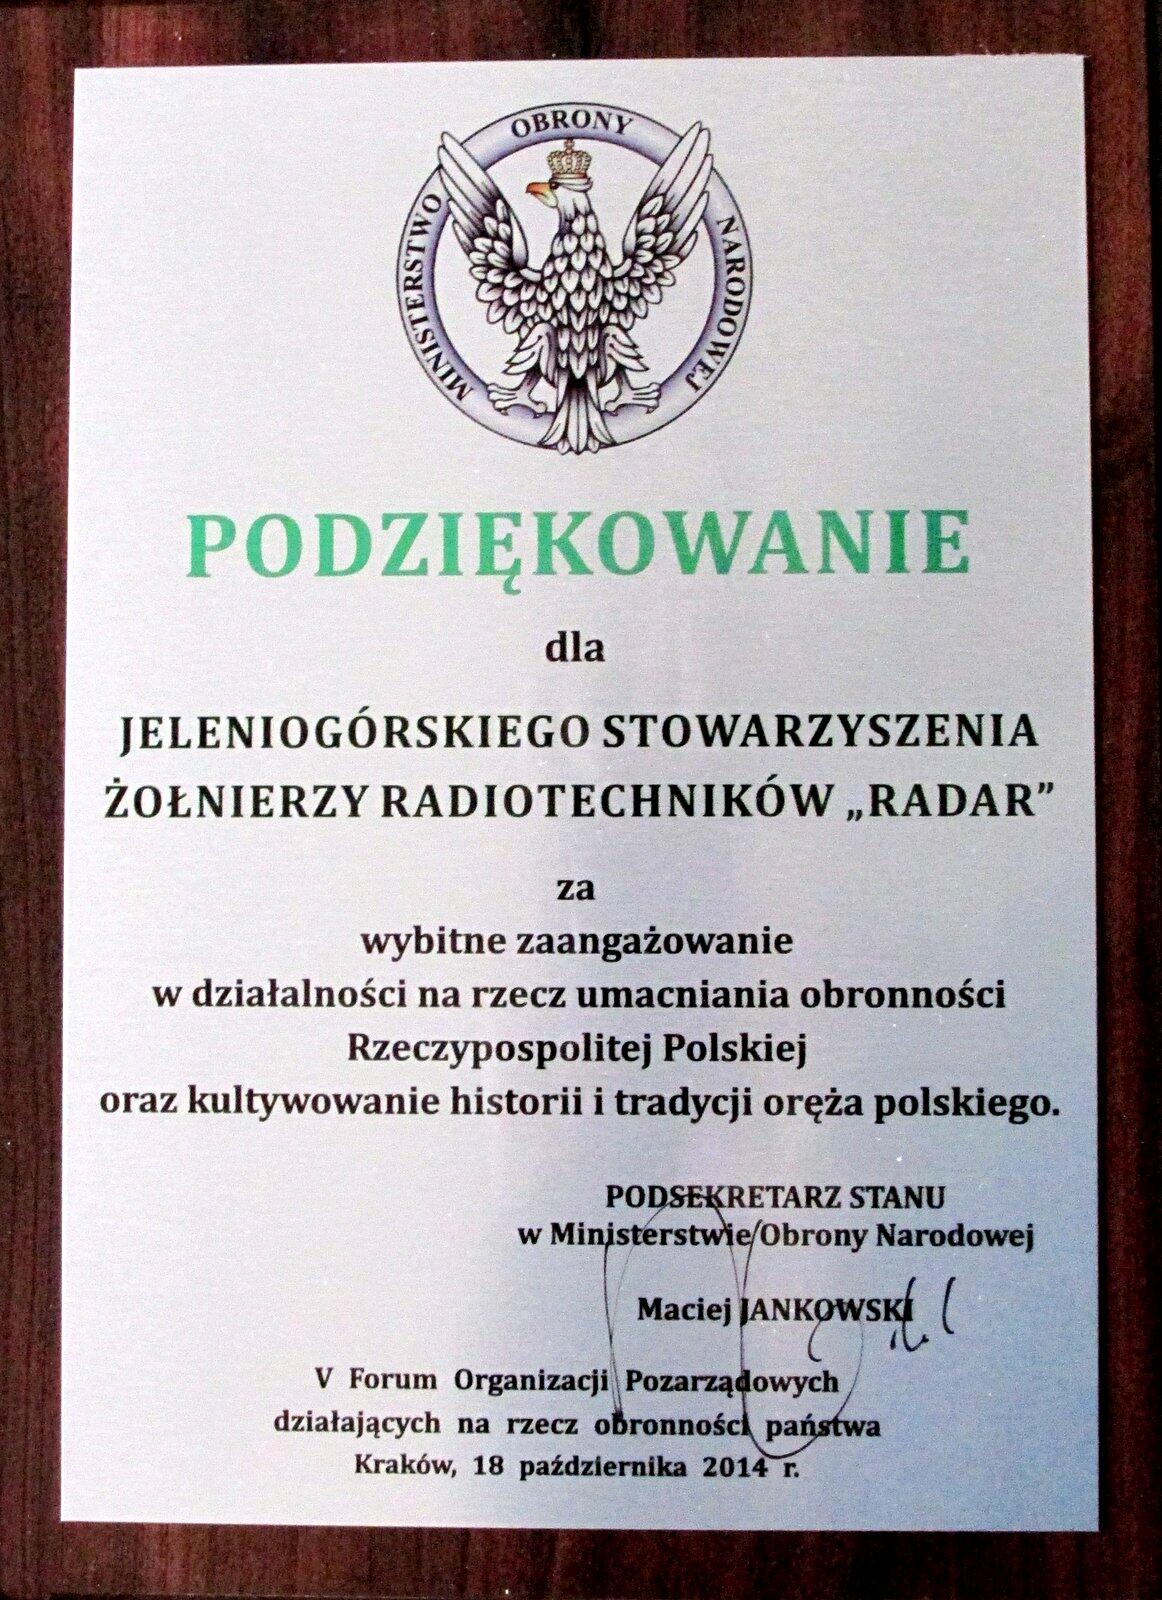 MINISTERSTWO OBRONY NARODOWEJ
PODZIĘKOWANIE
dla
JELENIOGÓRSKIEGO STOWARZYSZENIA
ŻOŁNIERZY RADIOTECHNIKÓW „RADAR”
za
wybitne zaangażowanie
w działalności na rzecz umacniania obronności
Rzeczypospolitej Polskiej
oraz kultywowanie historii i tradycji oręża polskiego.
PODSEKRETARZ STANU
w Ministerstwie Obrony Narodowej
Maciej JANKOWSKI
V Forum Organizacji Pozarządowych
działających na rzecz obronności państwa
Kraków, 18 października 2014 r.